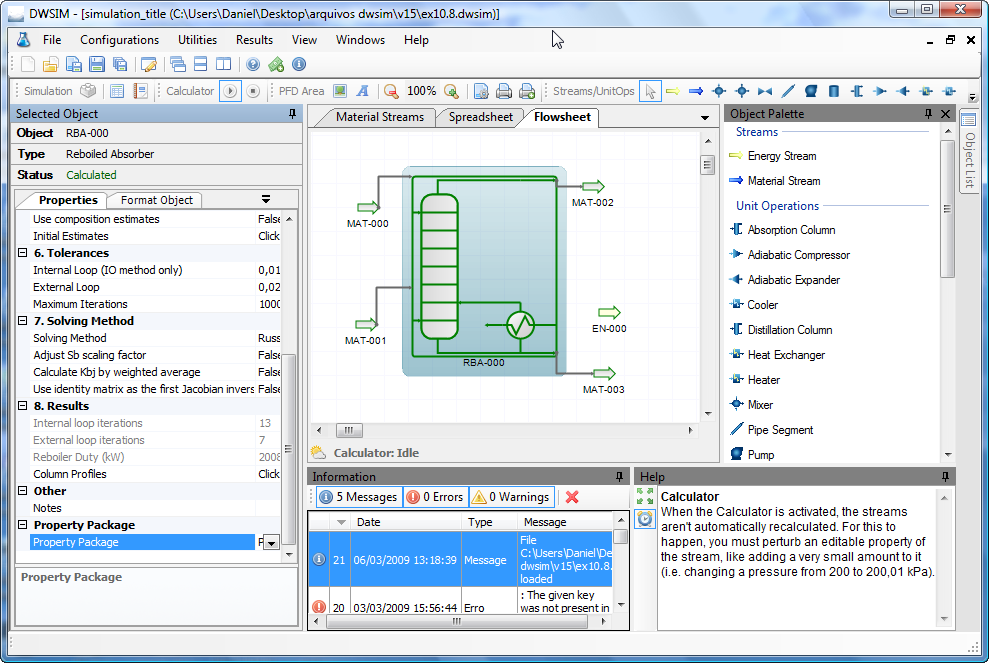 DWSIM - [simulation_title (C:\Users\Daniel\Desktop\arquivos dwsim\v15\ex10.8.dwsim)]
File Configurations Utilities Results View Windows Help
Simulation Calculator PFD Area A 100% Streams/UnitOps
Selected Object
Object RBA-000
Type Reboiled Absorber
Status Calculated
Properties Format Object
Use composition estimates False
Initial Estimates Click
6. Tolerances
Internal Loop (IO method only) 0,01
External Loop 0,02
Maximum Iterations 1000
7. Solving Method
Solving Method Russ
Adjust Sb scaling factor False
Calculate Kbj by weighted average False
Use identity matrix as the first Jacobian invers False
8. Results
Internal loop iterations 13
External loop iterations 7
Reboiler Duty (kW) 2008
Column Profiles Click
Other
Notes
Property Package
Property Package
Property Package
Material Streams Spreadsheet Flowsheet
MAT-000
MAT-002
MAT-001
EN-000
RBA-000
MAT-003
Calculator: Idle
Object Palette
Streams
Energy Stream
Material Stream
Unit Operations
Absorption Column
Adiabatic Compressor
Adiabatic Expander
Cooler
Distillation Column
Heat Exchanger
Heater
Mixer
Pipe Segment
Pump
Object List
Information
5 Messages 0 Errors 0 Warnings
Date Type Message
21 06/03/2009 13:18:39 Message
File
C:\Users\Daniel\De
dwsim\v15\ex10.8.
loaded
20 03/03/2009 15:56:44 Erro
: The given key
was not present in
Help
Calculator
When the Calculator is activated, the streams
aren't automatically recalculated. For this to
happen, you must perturb an editable property of
the stream, like adding a very small amount to it
(i.e. changing a pressure from 200 to 200,01 kPa).